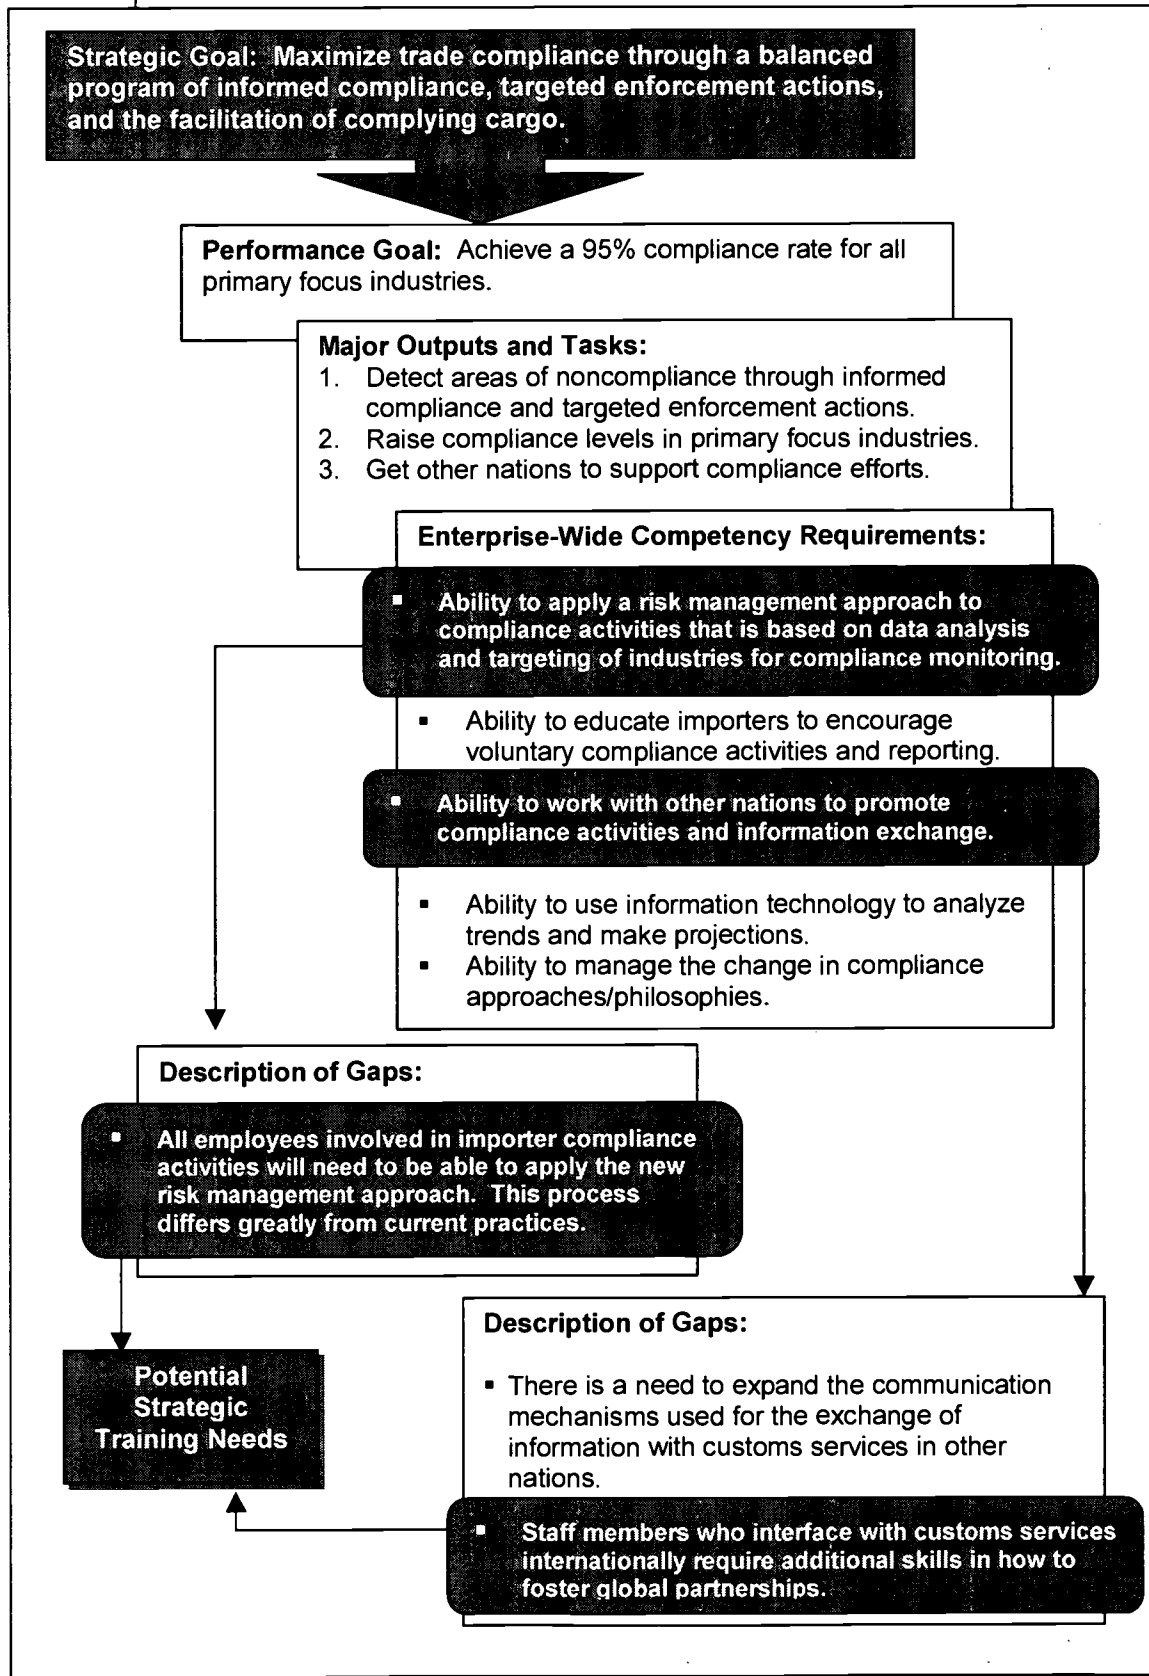 Strategic Goal: Maximize trade compliance through a balanced
program of informed compliance, targeted enforcement actions,
and the facilitation of complying cargo.
Performance Goal: Achieve a 95% compliance rate for all
primary focus industries.
Major Outputs and Tasks:
1. Detect areas of noncompliance through informed
compliance and targeted enforcement actions.
2. Raise compliance levels in primary focus industries.
3. Get other nations to support compliance efforts.
Enterprise-Wide Competency Requirements:
▪ Ability to apply a risk management approach to
compliance activities that is based on data analysis
and targeting of industries for compliance monitoring.
▪ Ability to educate importers to encourage
voluntary compliance activities and reporting.
▪ Ability to work with other nations to promote
compliance activities and information exchange.
▪ Ability to use information technology to analyze
trends and make projections.
▪ Ability to manage the change in compliance
approaches/philosophies.
Description of Gaps:
▪ All employees involved in importer compliance
activities will need to be able to apply the new
risk management approach. This process
differs greatly from current practices.
Potential
Strategic
Training Needs
Description of Gaps:
▪ There is a need to expand the communication
mechanisms used for the exchange of
information with customs services in other
nations.
▪ Staff members who interface with customs services
internationally require additional skills in how to
foster global partnerships.